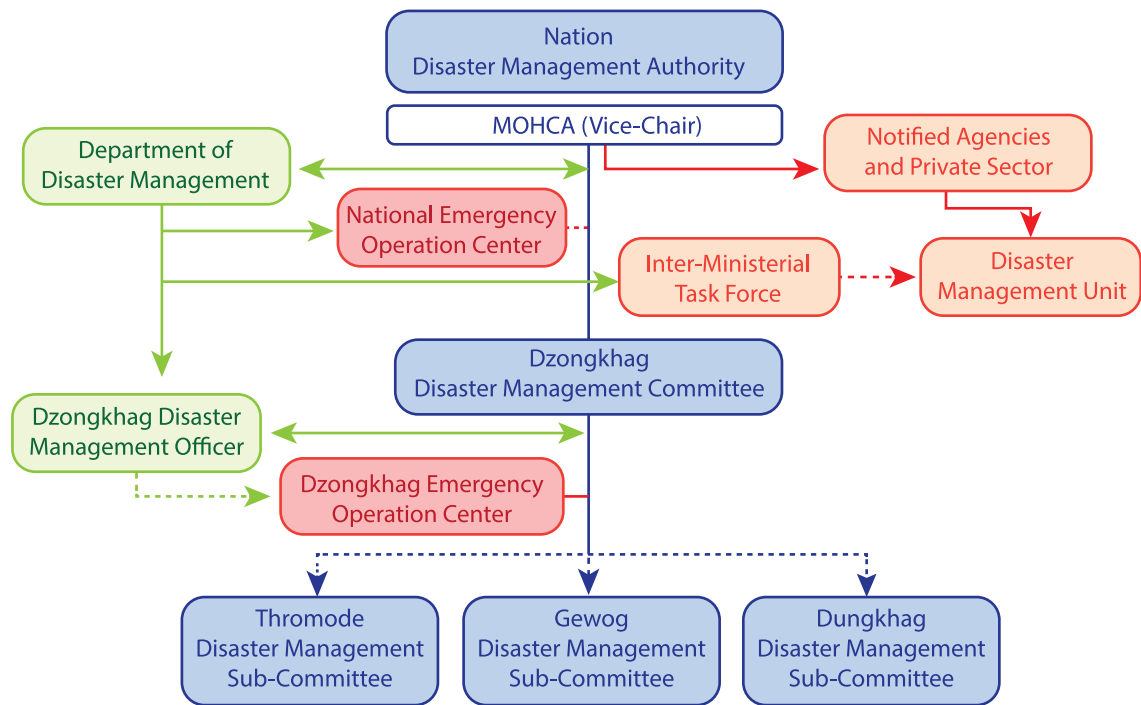 Nation
Disaster Management Authority
MOHCA (Vice-Chair)
Department of
Disaster Management
Notified Agencies
and Private Sector
National Emergency
Operation Center
Inter-Ministerial
Task Force
Disaster
Management Unit
Dzongkhag
Disaster Management Committee
Dzongkhag Disaster
Management Officer
Dzongkhag Emergency
Operation Center
Thromode
Disaster Management
Sub-Committee
Gewog
Disaster Management
Sub-Committee
Dungkhag
Disaster Management
Sub-Committee